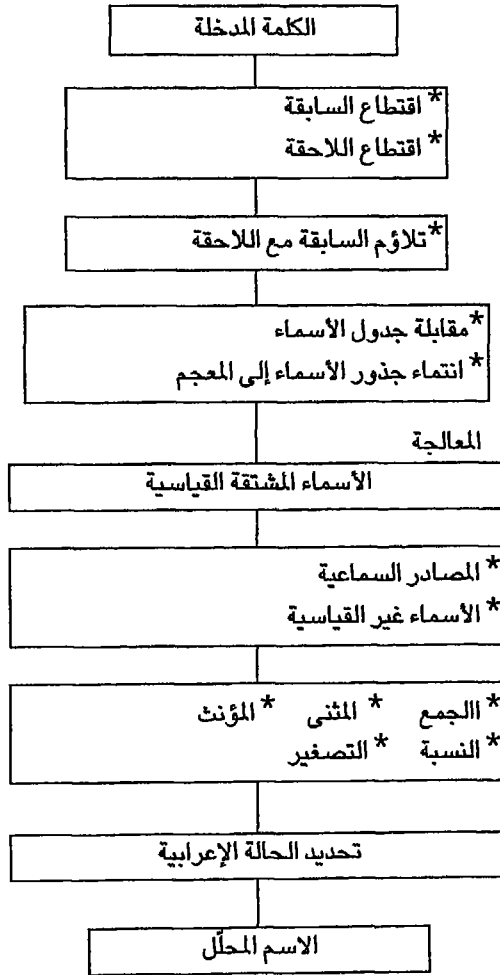 الكلمة المدخلة
* اقتطاع السابقة
* اقتطاع اللاحقة
*تلاؤم السابقة مع اللاحقة
*مقابلة جدول الأسماء
* انتماء جذور الأسماء إلى المعجم
المعالجة
الأسماء المشتقة القياسية
* المصادر السماعية
* الأسماء غير القياسية
* االجمع * المثنى * المؤنث
* النسبة *التصغير
تحديد الحالة الإعرابية
الاسم المحلّل